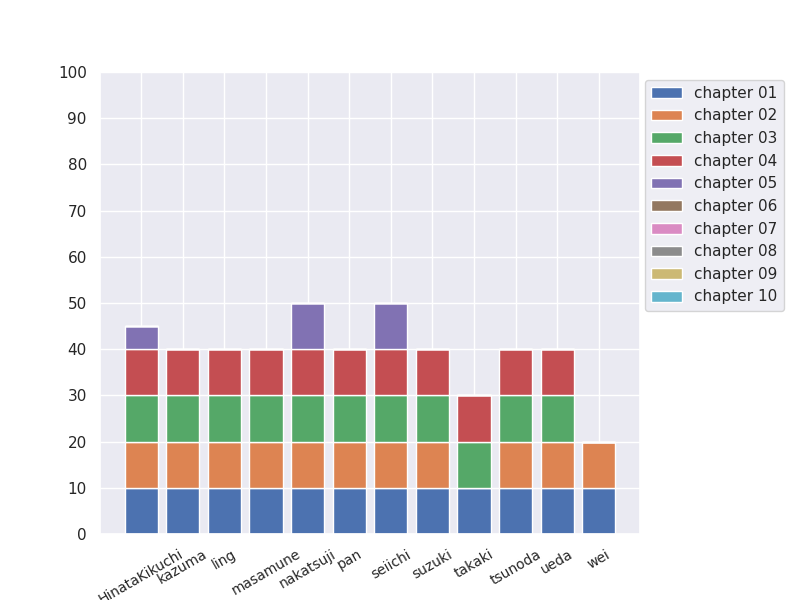 100
90
80
70
60
50
40
30
20
10
0
HinataKikuchi
kazuma
ling
masamune
nakatsuji
pan
seiichi
suzuki
takaki
tsunoda
ueda
wei
chapter 01
chapter 02
chapter 03
chapter 04
chapter 05
chapter 06
chapter 07
chapter 08
chapter 09
chapter 10